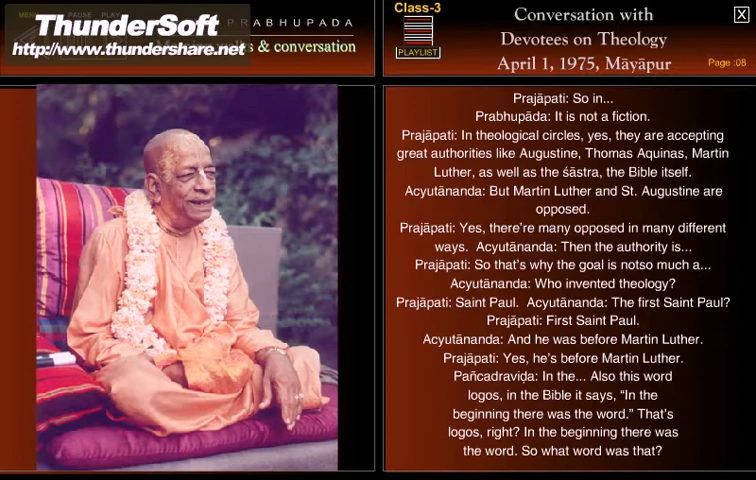 MENU PAUSE PLAY
ThunderSoft
PRABHUPADA
http://www.thundershare.net
& conversation
Class-3
PLAYLIST
Conversation with
Devotees on Theology
April 1, 1975, Māyāpur
X
Page :08
Prajāpati: So in...
Prabhupāda: It is not a fiction.
Prajāpati: In theological circles, yes, they are accepting
great authorities like Augustine, Thomas Aquinas, Martin
Luther, as well as the śāstra, the Bible itself.
Acyutānanda: But Martin Luther and St. Augustine are
opposed.
Prajāpati: Yes, there're many opposed in many different
ways. Acyutānanda: Then the authority is...
Prajāpati: So that's why the goal is notso much a...
Acyutānanda: Who invented theology?
Prajāpati: Saint Paul. Acyutānanda: The first Saint Paul?
Prajāpati: First Saint Paul.
Acyutānanda: And he was before Martin Luther.
Prajāpati: Yes, he's before Martin Luther.
Pañcadraviḍa: In the... Also this word
logos, in the Bible it says, “In the
beginning there was the word.” That's
logos, right? In the beginning there was
the word. So what word was that?